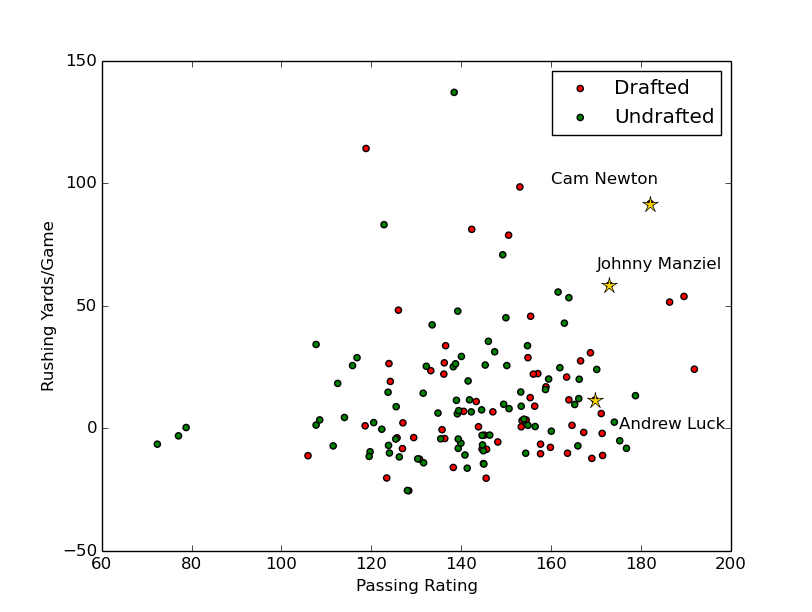 150
Drafted
Undrafted
Cam Newton
100
Johnny Manziel
50
Andrew Luck
0
−50
60 80 100 120 140 160 180 200
Rushing Yards/Game
Passing Rating